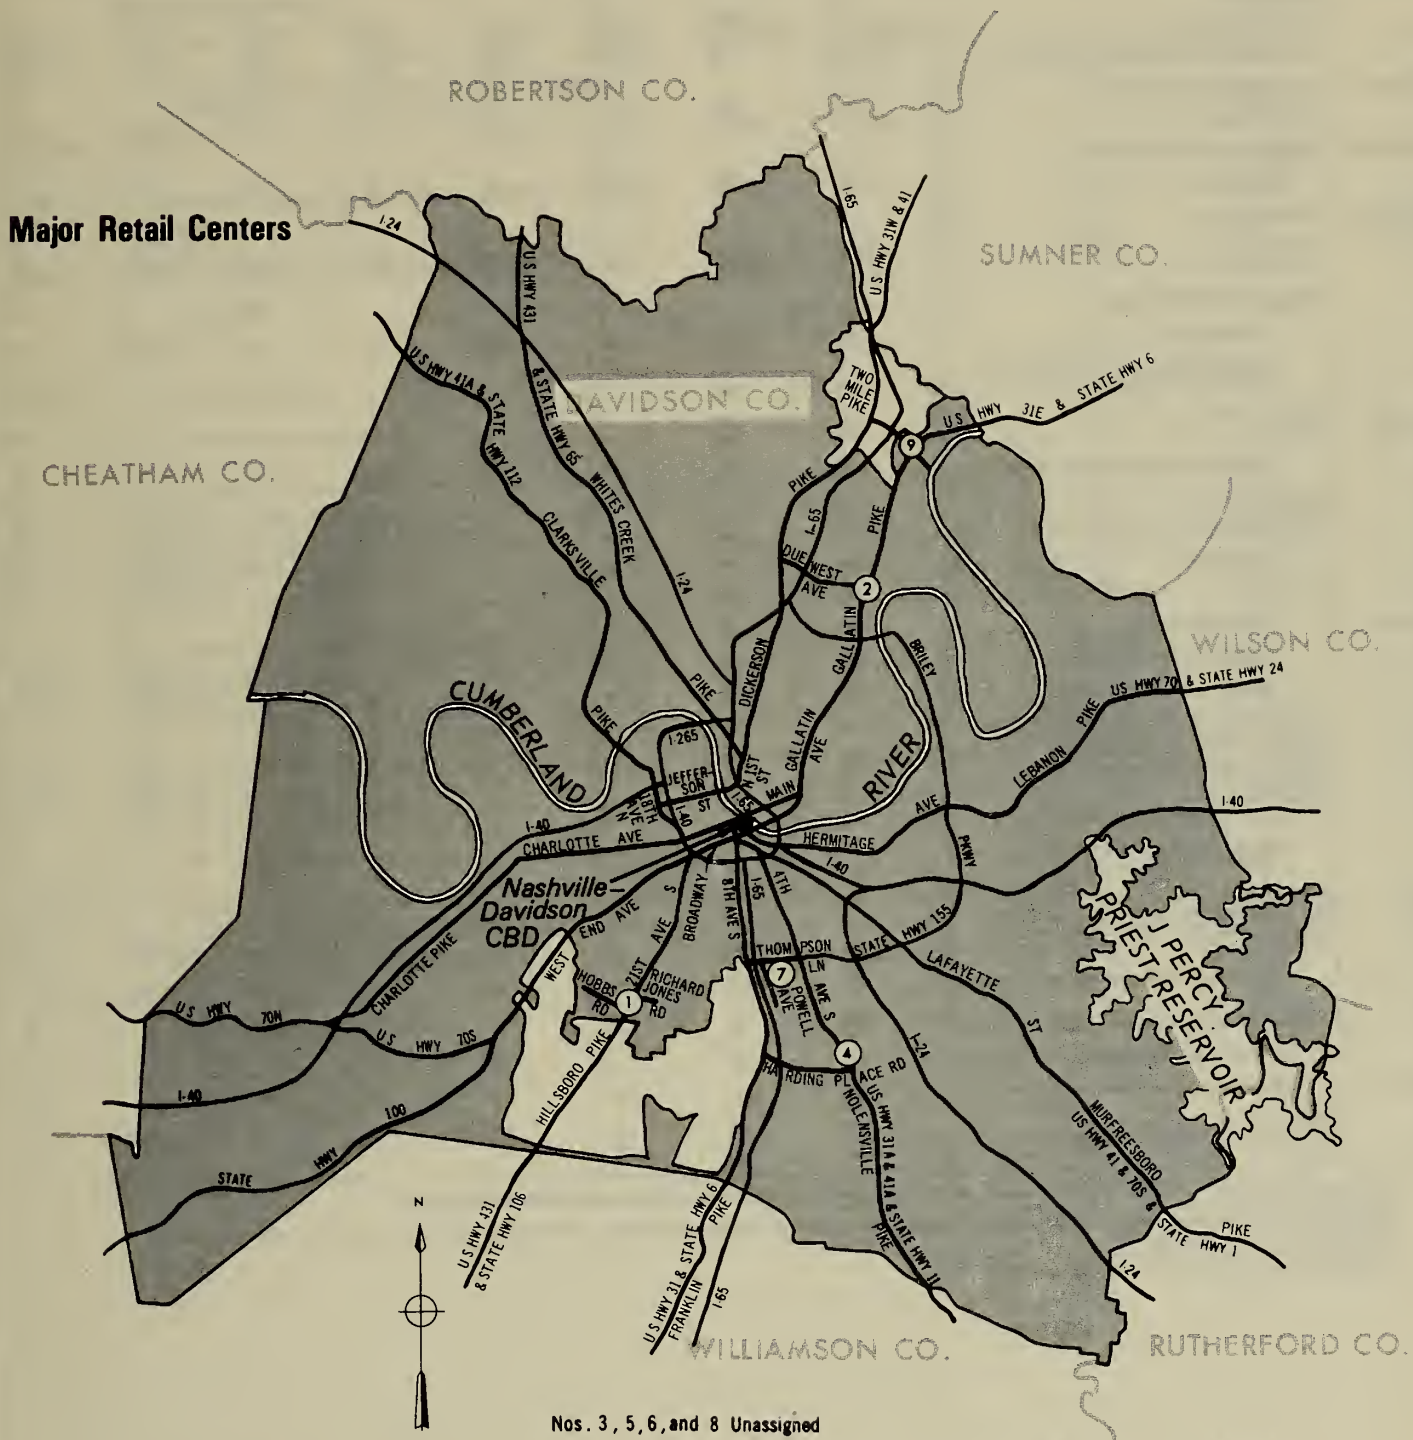 ROBERTSON CO.
Major Retail Centers
I-24
I-65
US HWY 31W & 41
SUMNER CO.
US HWY 431
& STATE HWY 65
WHITES CREEK
PIKE
DAVIDSON CO.
US HWY 41A & STATE
HWY 112
CLARKSVILLE
PIKE
TWO
MILE
PIKE
US HWY 31E & STATE HWY 6
9
CHEATHAM CO.
PIKE
I-65
PIKE
DUE WEST
AVE
2
I-24
GALLATIN
BRILEY
WILSON CO.
DICKERSON
US HWY 70 & STATE HWY 24
PIKE
LEBANON
CUMBERLAND
RIVER
I-265
GALLATIN
AVE
N 1ST
ST
MAIN
JEFFER-
SON
ST
I-65
18TH
AVE
N
I-40
I-40
CHARLOTTE AVE
HERMITAGE
AVE
I-40
I-40
PKWY
Nashville-
Davidson
CBD
WEST
END AVE
21ST AVE S
BROADWAY
8TH AVE S
I-65
4TH
AVE S
THOMPSON
LN
STATE HWY 155
LAFAYETTE
ST
J PERCY
PRIEST RESERVOIR
CHARLOTTE PIKE
HOBBS
RD
RICHARD
JONES
RD
1
7
POWELL
AVE
US HWY 70N
US HWY 70S
4
HARDING PLACE RD
I-24
HILLSBORO PIKE
I-40
100
STATE HWY
NOLENSVILLE
PIKE
US HWY 31A & 41A & STATE HWY 11
MURFREESBORO
US HWY 41 & 70S & STATE HWY 1
PIKE
N
US HWY 431
& STATE HWY 106
US HWY 31 & STATE HWY 6
FRANKLIN
PIKE
I-65
I-24
WILLIAMSON CO.
RUTHERFORD CO.
Nos. 3, 5, 6, and 8 Unassigned